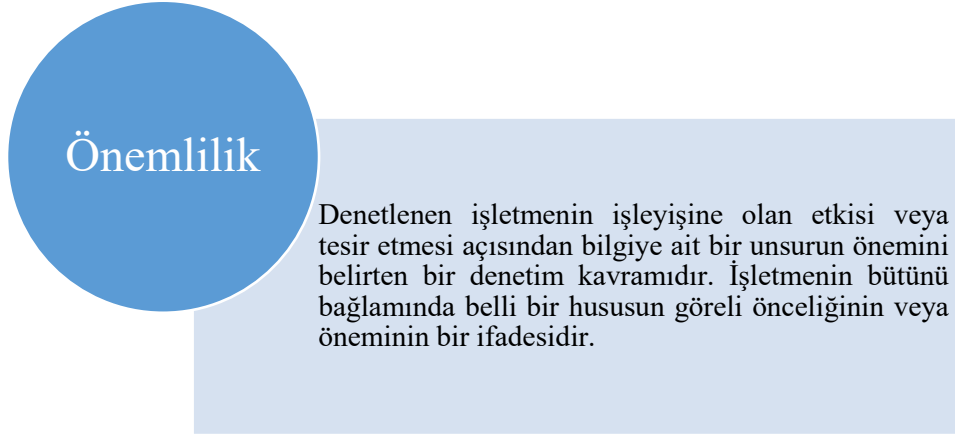 Önemlilik
Denetlenen işletmenin işleyişine olan etkisi veya
tesir etmesi açısından bilgiye ait bir unsurun önemini
belirten bir denetim kavramıdır. İşletmenin bütünü
bağlamında belli bir hususun göreli önceliğinin veya
öneminin bir ifadesidir.